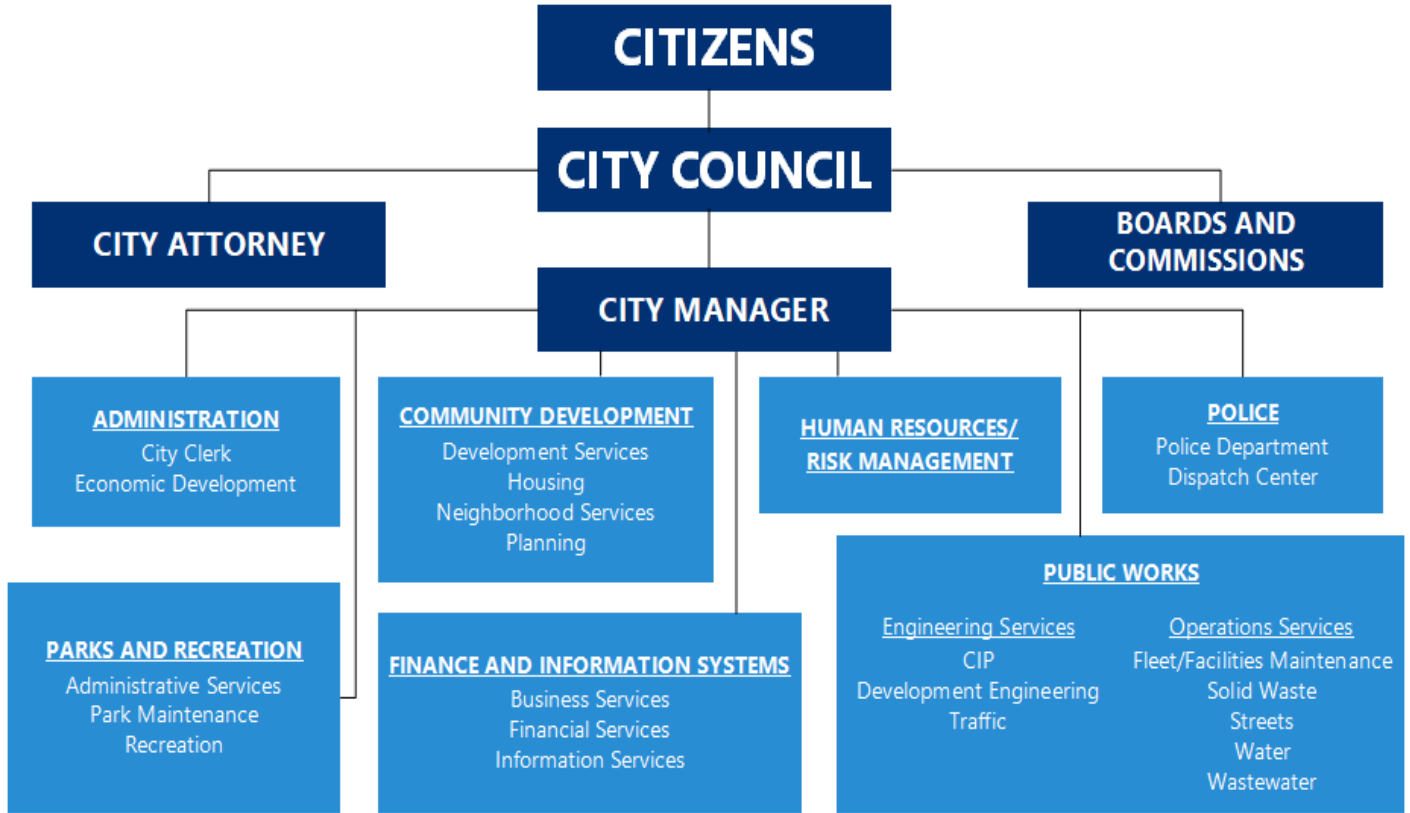 CITIZENS
CITY COUNCIL
CITY ATTORNEY
BOARDS AND
COMMISSIONS
CITY MANAGER
ADMINISTRATION
City Clerk
Economic Development
COMMUNITY DEVELOPMENT
Development Services
Housing
Neighborhood Services
Planning
HUMAN RESOURCES/
RISK MANAGEMENT
POLICE
Police Department
Dispatch Center
PARKS AND RECREATION
Administrative Services
Park Maintenance
Recreation
FINANCE AND INFORMATION SYSTEMS
Business Services
Financial Services
Information Services
PUBLIC WORKS
Engineering Services
CIP
Development Engineering
Traffic
Operations Services
Fleet/Facilities Maintenance
Solid Waste
Streets
Water
Wastewater